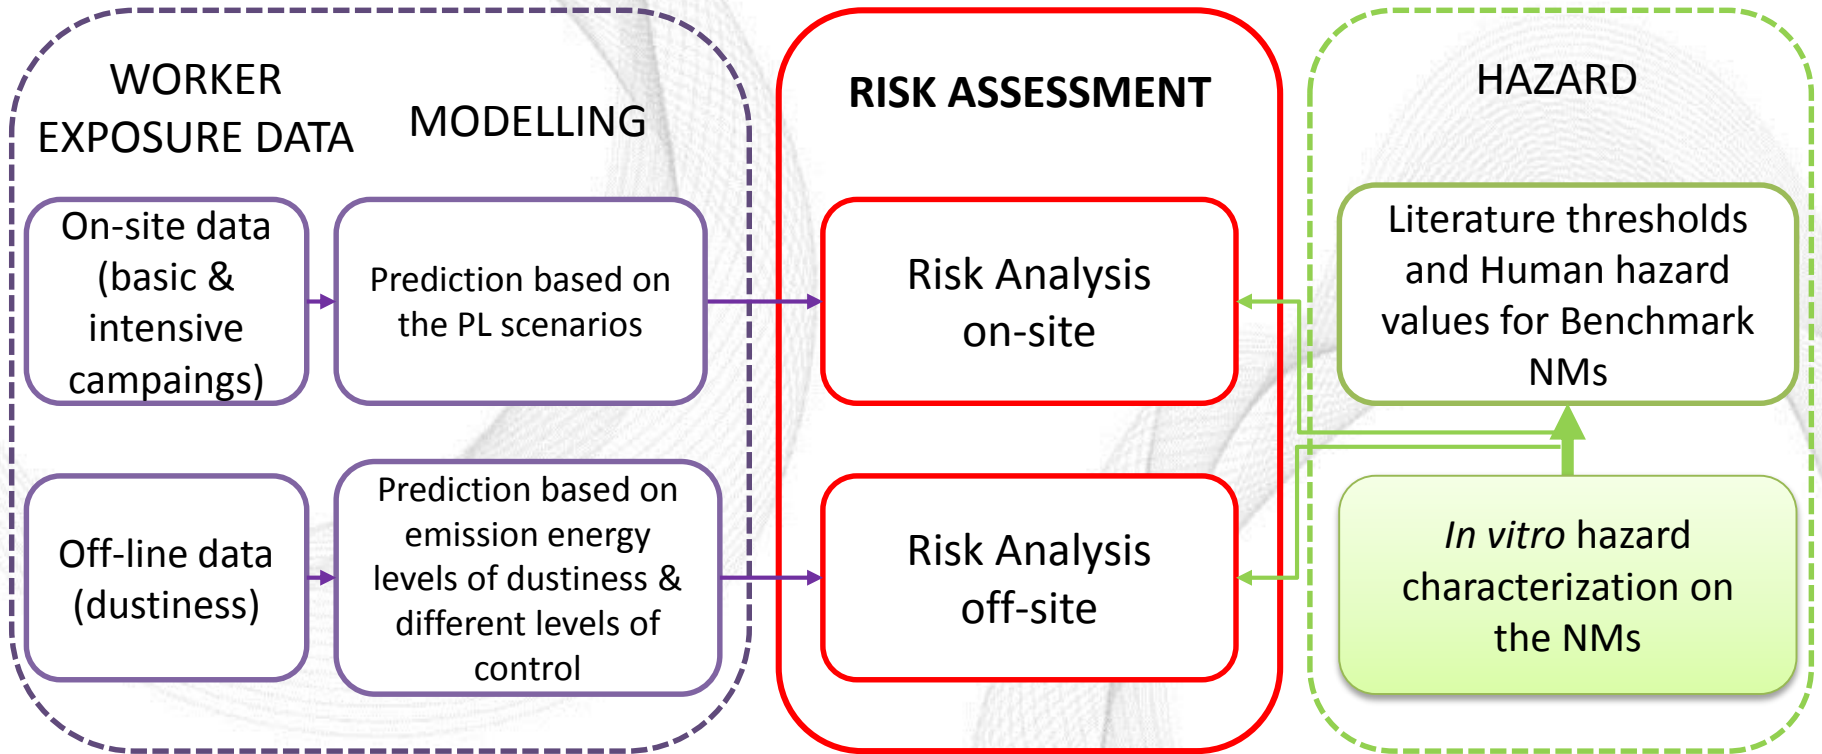 WORKER
EXPOSURE DATA
MODELLING
RISK ASSESSMENT
HAZARD
On-site data
(basic &
intensive
campaings)
Prediction based on
the PL scenarios
Risk Analysis
on-site
Literature thresholds
and Human hazard
values for Benchmark
NMs
Off-line data
(dustiness)
Prediction based on
emission energy
levels of dustiness &
different levels of
control
Risk Analysis
off-site
In vitro hazard
characterization on
the NMs